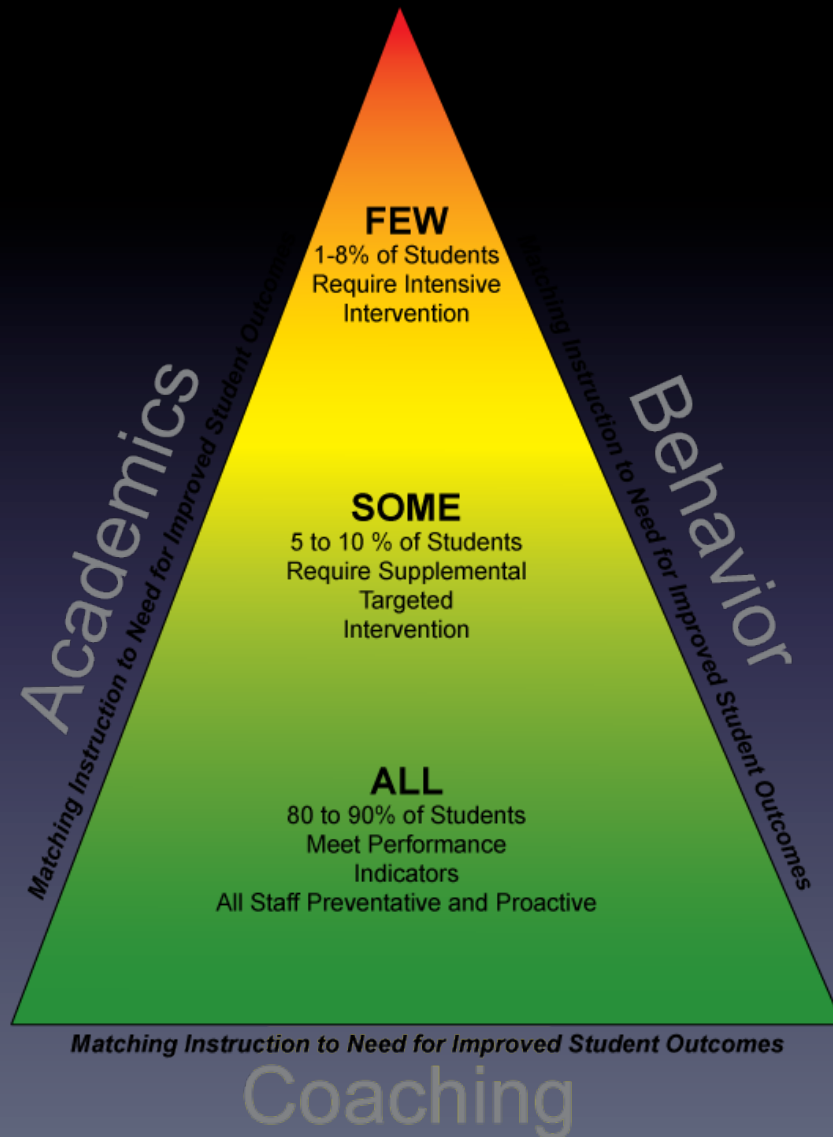 FEW
1-8% of Students
Require Intensive
Intervention
Academics
Matching Instruction to Need for Improved Student Outcomes
Matching Instruction to Need for Improved Student Outcomes
Behavior
SOME
5 to 10 % of Students
Require Supplemental
Targeted
Intervention
ALL
80 to 90% of Students
Meet Performance
Indicators
All Staff Preventative and Proactive
Matching Instruction to Need for Improved Student Outcomes
Coaching